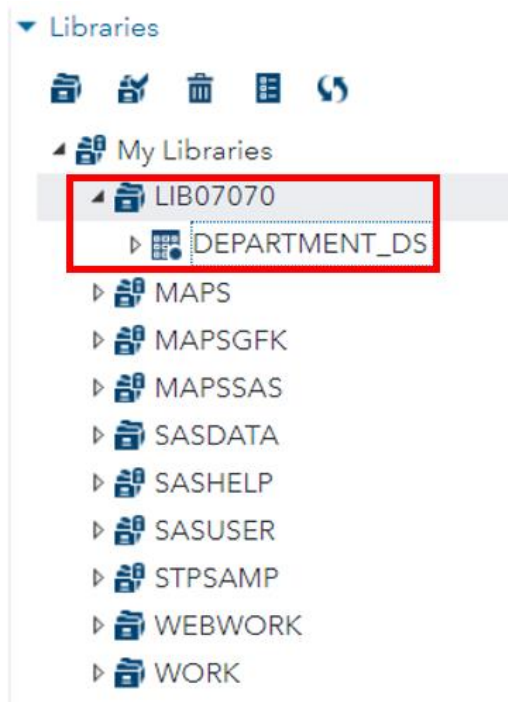 Libraries
My Libraries
LIB07070
DEPARTMENT_DS
MAPS
MAPSGFK
MAPSSAS
SASDATA
SASHELP
SASUSER
STPSAMP
WEBWORK
WORK